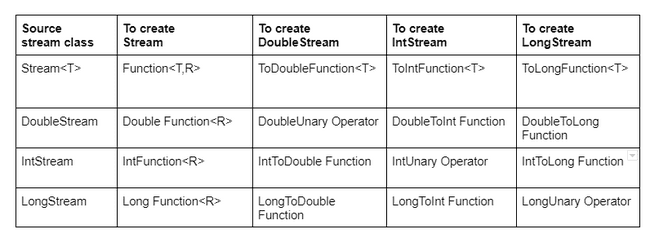 Source stream class | To create Stream | To create DoubleStream | To create IntStream | To create LongStream
Stream<T> | Function<T,R> | ToDoubleFunction<T> | ToIntFunction<T> | ToLongFunction<T>
DoubleStream | Double Function<R> | DoubleUnary Operator | DoubleToInt Function | DoubleToLong Function
IntStream | IntFunction<R> | IntToDouble Function | IntUnary Operator | IntToLong Function
LongStream | Long Function<R> | LongToDouble Function | LongToInt Function | LongUnary Operator